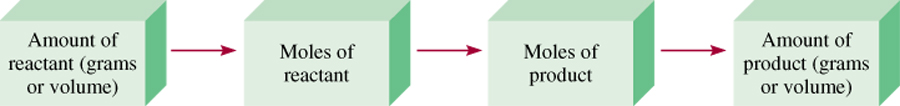 Amount of
reactant (grams
or volume)
Moles of
reactant
Moles of
product
Amount of
product (grams
or volume)